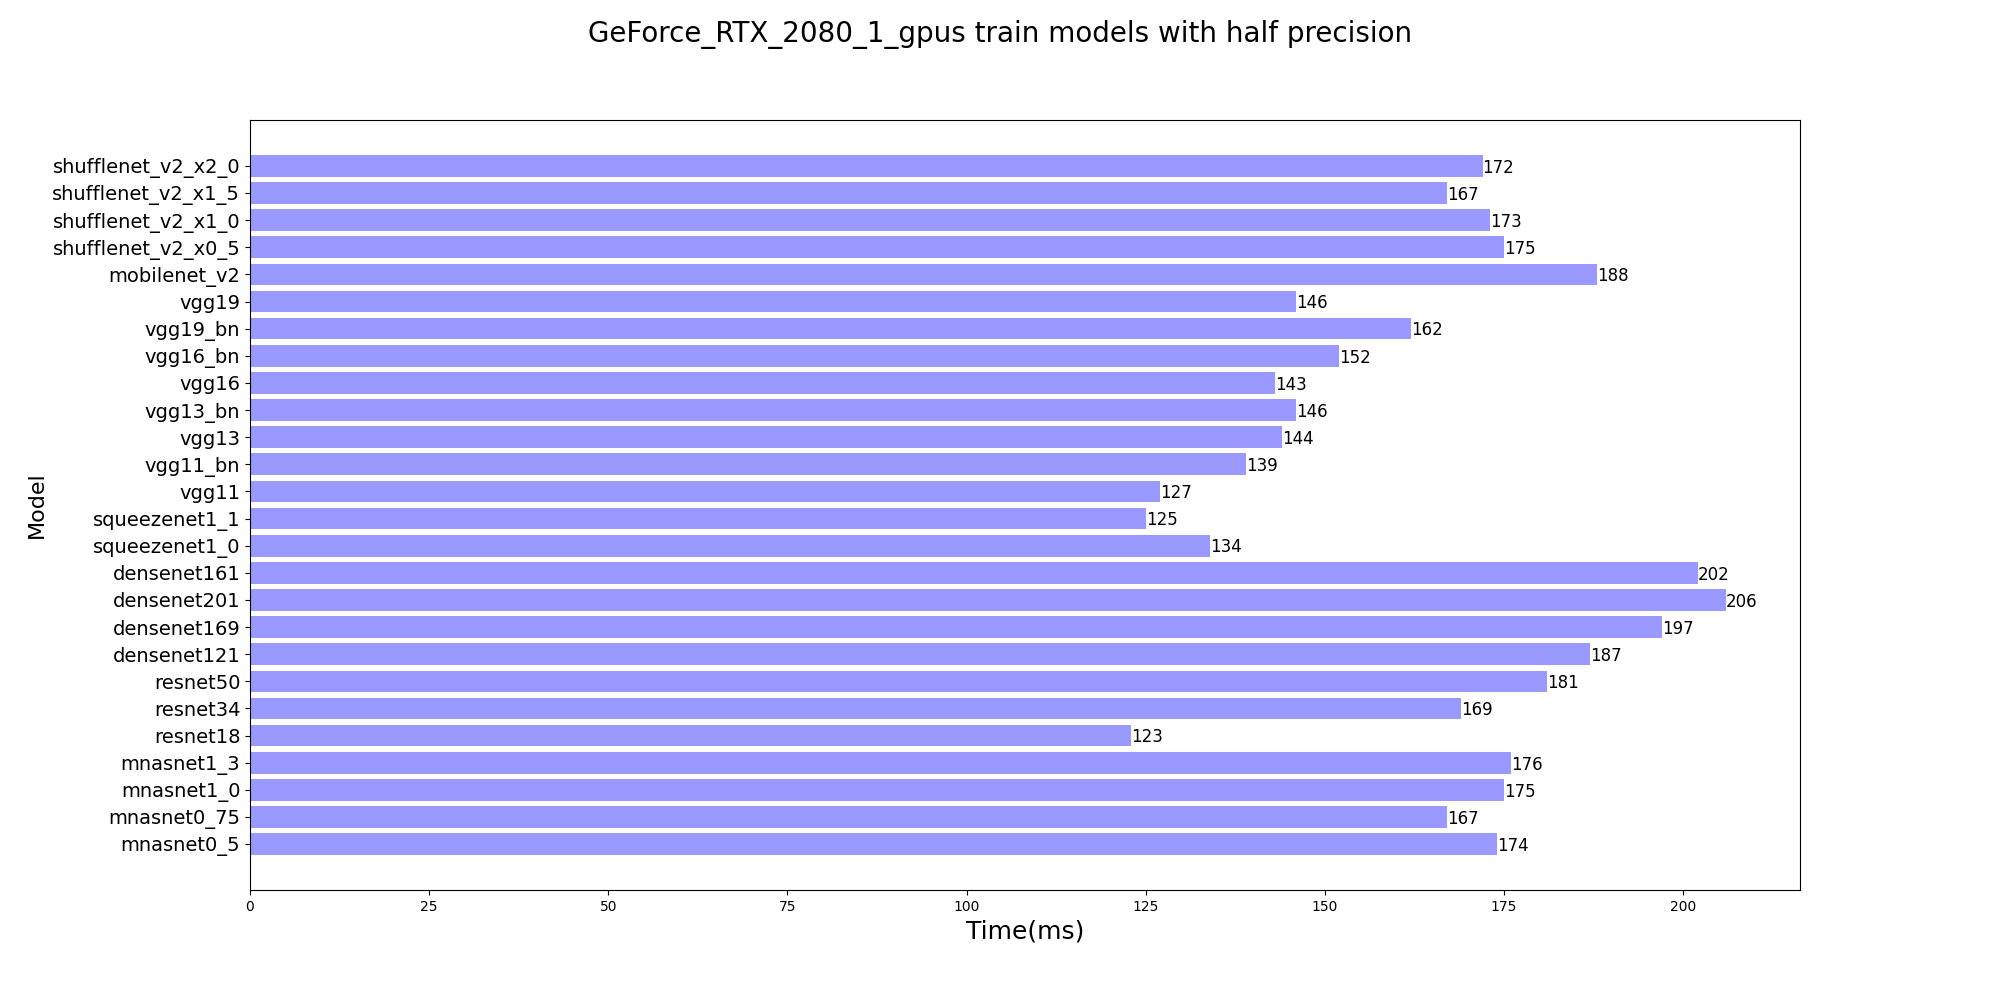 GeForce_RTX_2080_1_gpus train models with half precision
Model
shufflenet_v2_x2_0 172
shufflenet_v2_x1_5 167
shufflenet_v2_x1_0 173
shufflenet_v2_x0_5 175
mobilenet_v2 188
vgg19 146
vgg19_bn 162
vgg16_bn 152
vgg16 143
vgg13_bn 146
vgg13 144
vgg11_bn 139
vgg11 127
squeezenet1_1 125
squeezenet1_0 134
densenet161 202
densenet201 206
densenet169 197
densenet121 187
resnet50 181
resnet34 169
resnet18 123
mnasnet1_3 176
mnasnet1_0 175
mnasnet0_75 167
mnasnet0_5 174
0 25 50 75 100 125 150 175 200
Time(ms)